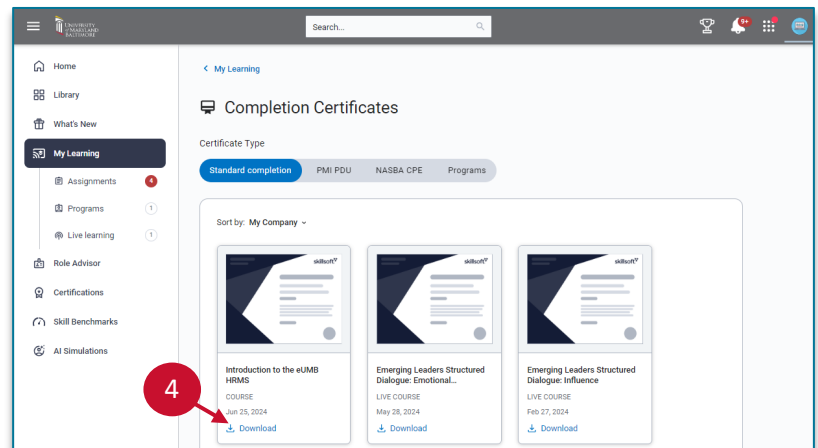 UNIVERSITY
of MARYLAND
BALTIMORE
Search...
9+
Home
Library
What's New
My Learning
Assignments 4
Programs 1
Live learning 1
Role Advisor
Certifications
Skill Benchmarks
AI Simulations
My Learning
Completion Certificates
Certificate Type
Standard completion PMI PDU NASBA CPE Programs
Sort by: My Company
skillsoft
skillsoft
skillsoft
Introduction to the eUMB
HRMS
COURSE
Jun 25, 2024
Download
Emerging Leaders Structured
Dialogue: Emotional...
LIVE COURSE
May 28, 2024
Download
Emerging Leaders Structured
Dialogue: Influence
LIVE COURSE
Feb 27, 2024
Download
4